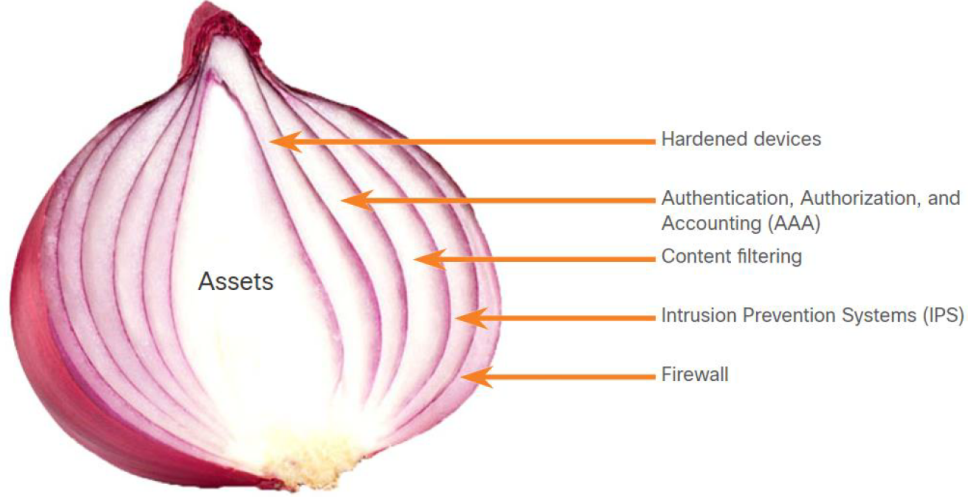 Hardened devices
Authentication, Authorization, and
Accounting (AAA)
Content filtering
Assets
Intrusion Prevention Systems (IPS)
Firewall